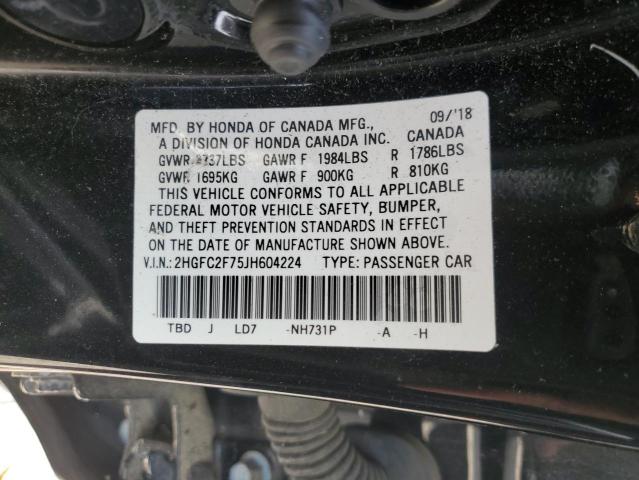 09/'18
MFD. BY HONDA OF CANADA MFG.,
A DIVISION OF HONDA CANADA INC. CANADA
GVWR 3737LBS GAWR F 1984LBS R 1786LBS
GVWR 1695KG GAWR F 900KG R 810KG
THIS VEHICLE CONFORMS TO ALL APPLICABLE
FEDERAL MOTOR VEHICLE SAFETY, BUMPER,
AND THEFT PREVENTION STANDARDS IN EFFECT
ON THE DATE OF MANUFACTURE SHOWN ABOVE.
V.I.N.: 2HGFC2F75JH604224 TYPE: PASSENGER CAR
TBD J LD7 -NH731P -A -H